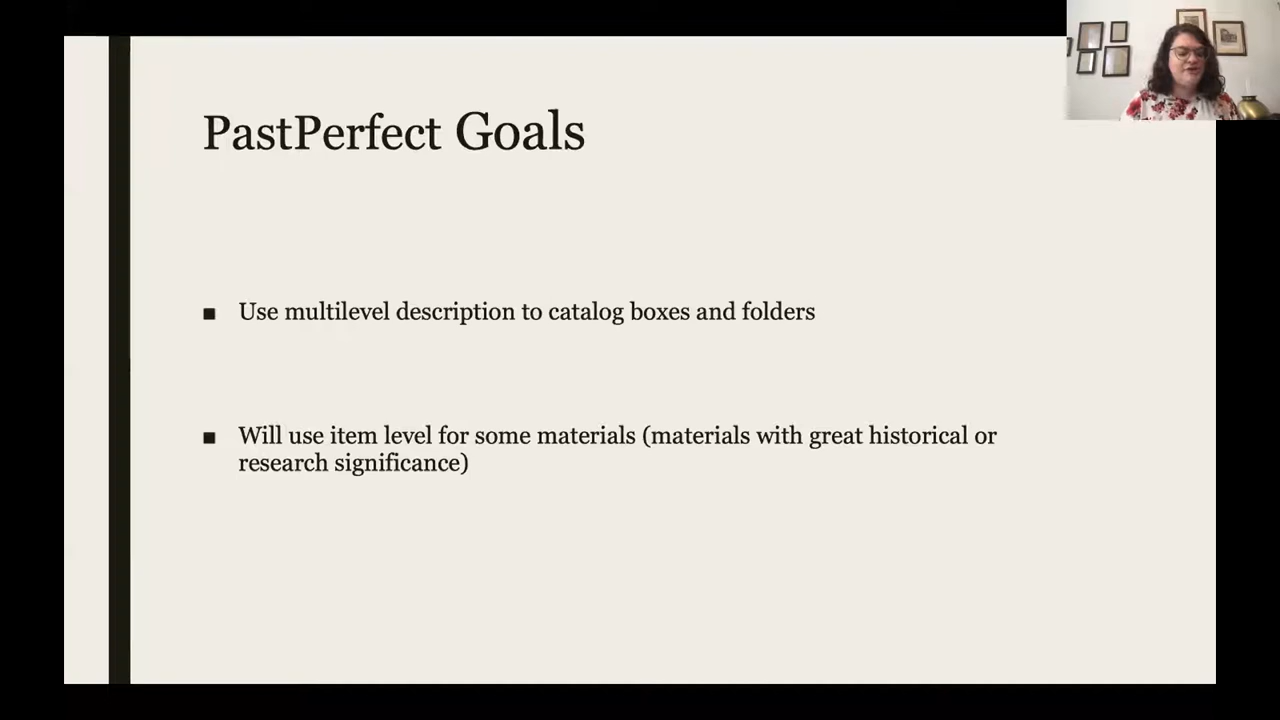 PastPerfect Goals
■ Use multilevel description to catalog boxes and folders
■ Will use item level for some materials (materials with great historical or
research significance)